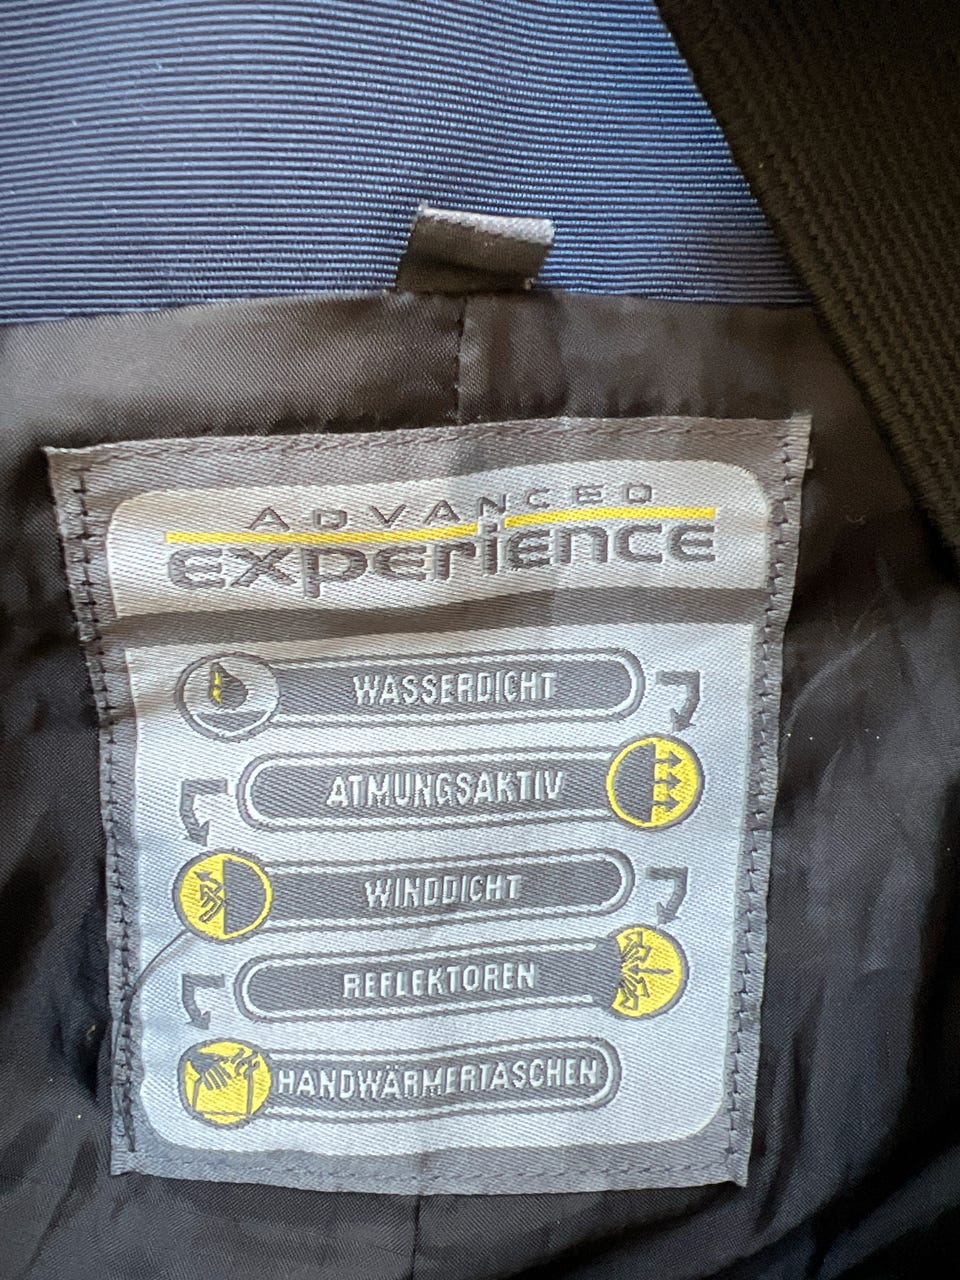 ADVANCED
experience
WASSERDICHT
ATMUNGSAKTIV
WINDDICHT
REFLEKTOREN
HANDWÄRMERTASCHEN